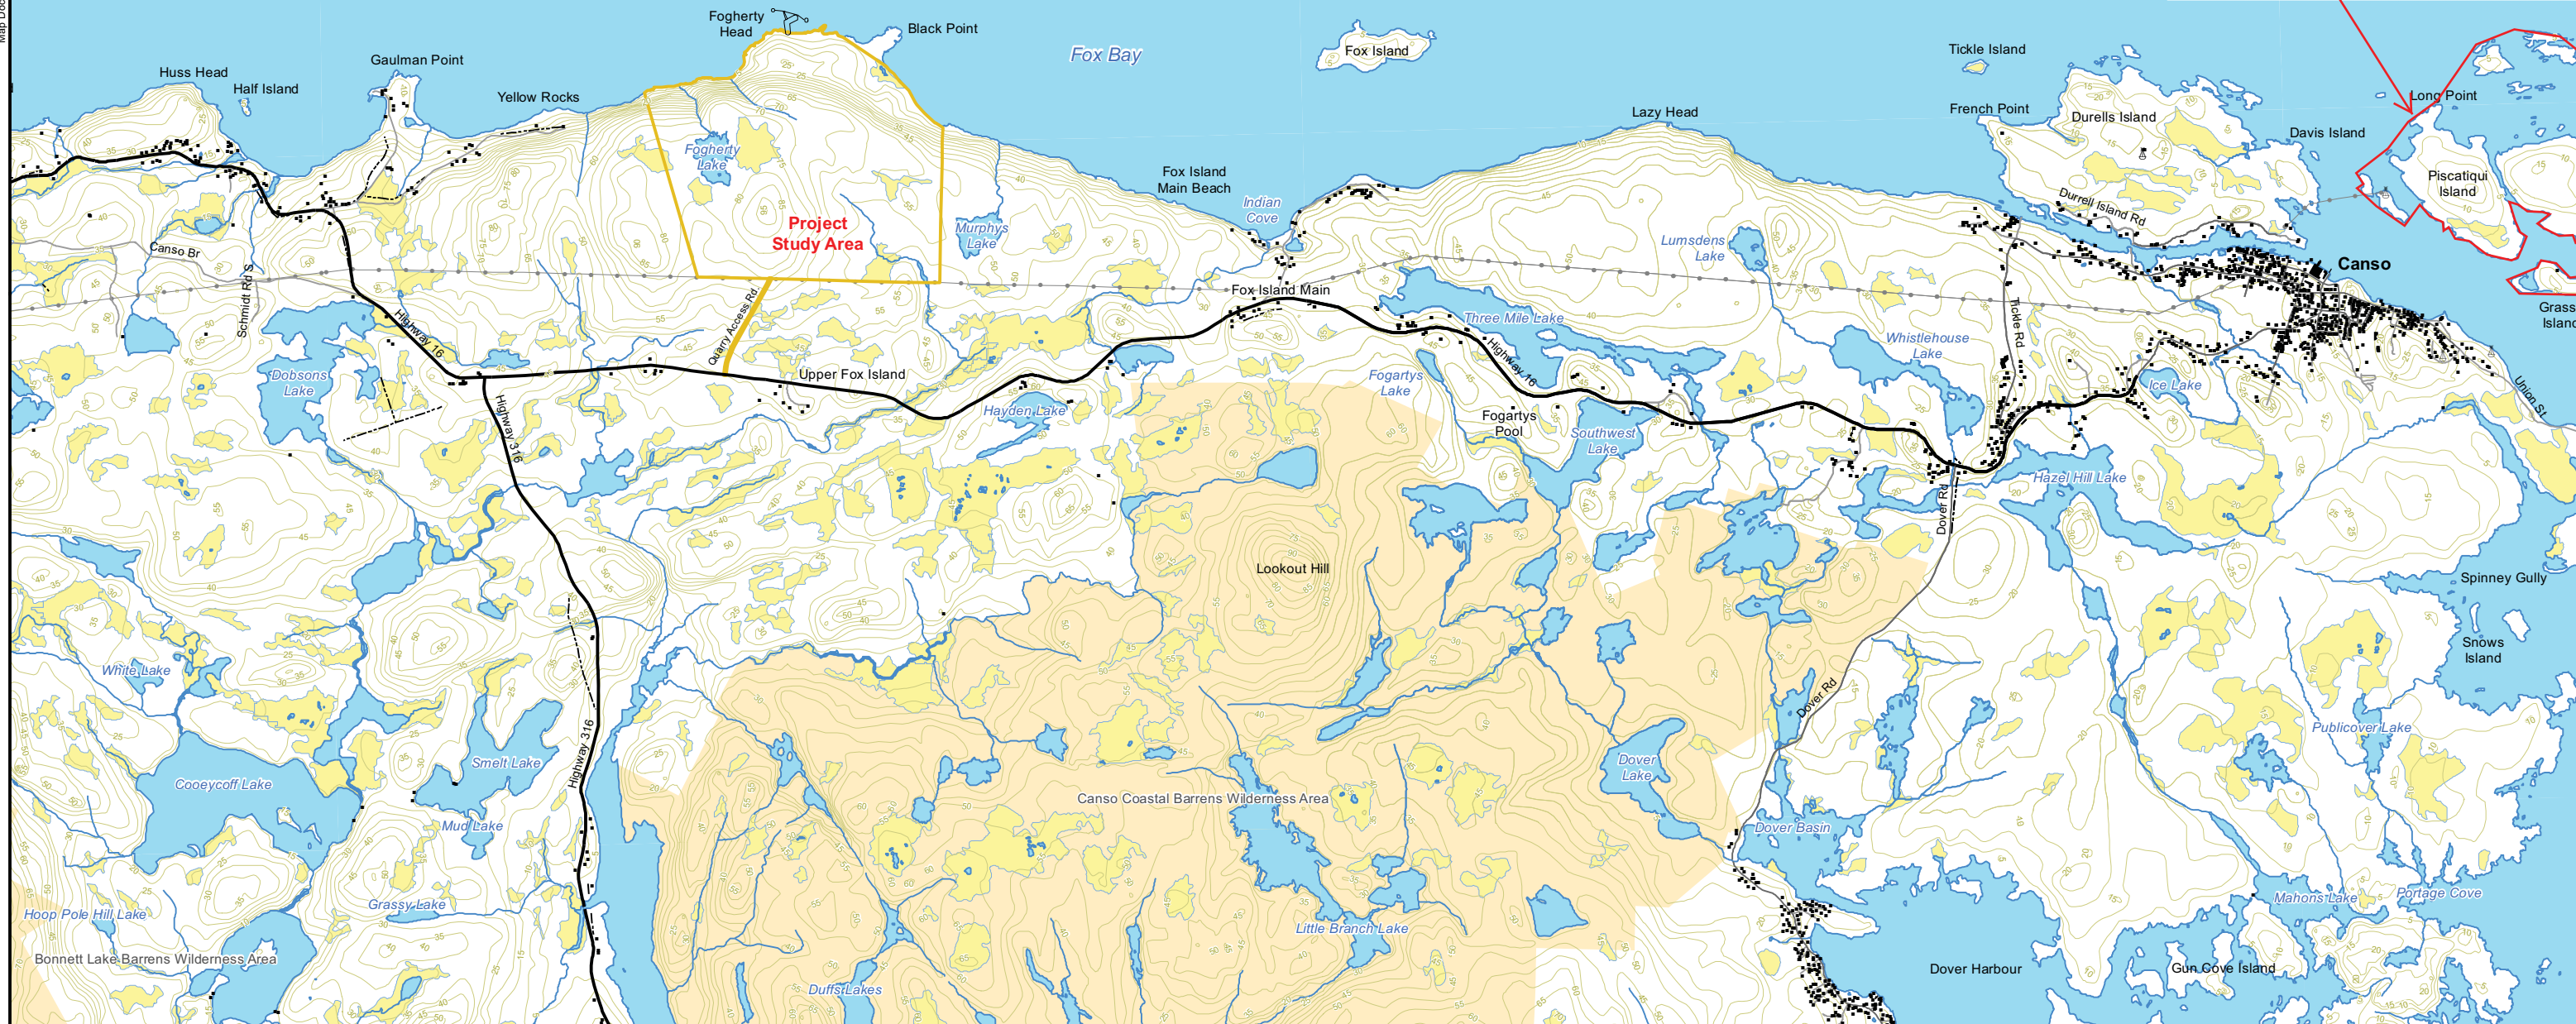 Fogherty
Head
Black Point
Fox Bay
Fox Island
Tickle Island
Gaulman Point
Huss Head
Half Island
Yellow Rocks
Long Point
French Point
Durells Island
Lazy Head
Davis Island
Fogherty
Lake
Fox Island
Main Beach
Piscatiqui
Island
Indian
Cove
Durrell Island Rd
Project
Study Area
Murphys
Lake
Lumsdens
Lake
Canso Br
Schmidt Rd S
Canso
Fox Island Main
Quarry Access Rd
Three Mile Lake
Tickle Rd
Highway 16
Whistlehouse
Lake
Highway 16
Dobsons
Lake
Upper Fox Island
Fogartys
Lake
Ice Lake
Union St
Hayden Lake
Highway 316
Fogartys
Pool
Southwest
Lake
Hazel Hill Lake
Dover Rd
Lookout Hill
Spinney Gully
Snows
Island
White Lake
Dover Rd
Publicover Lake
Highway 316
Smelt Lake
Cooeycoff Lake
Dover
Lake
Canso Coastal Barrens Wilderness Area
Mud Lake
Dover Basin
Grassy Lake
Hoop Pole Hill Lake
Portage Cove
Mahons Lake
Little Branch Lake
Bonnett Lake Barrens Wilderness Area
Dover Harbour
Gun Cove Island
Duffs Lakes